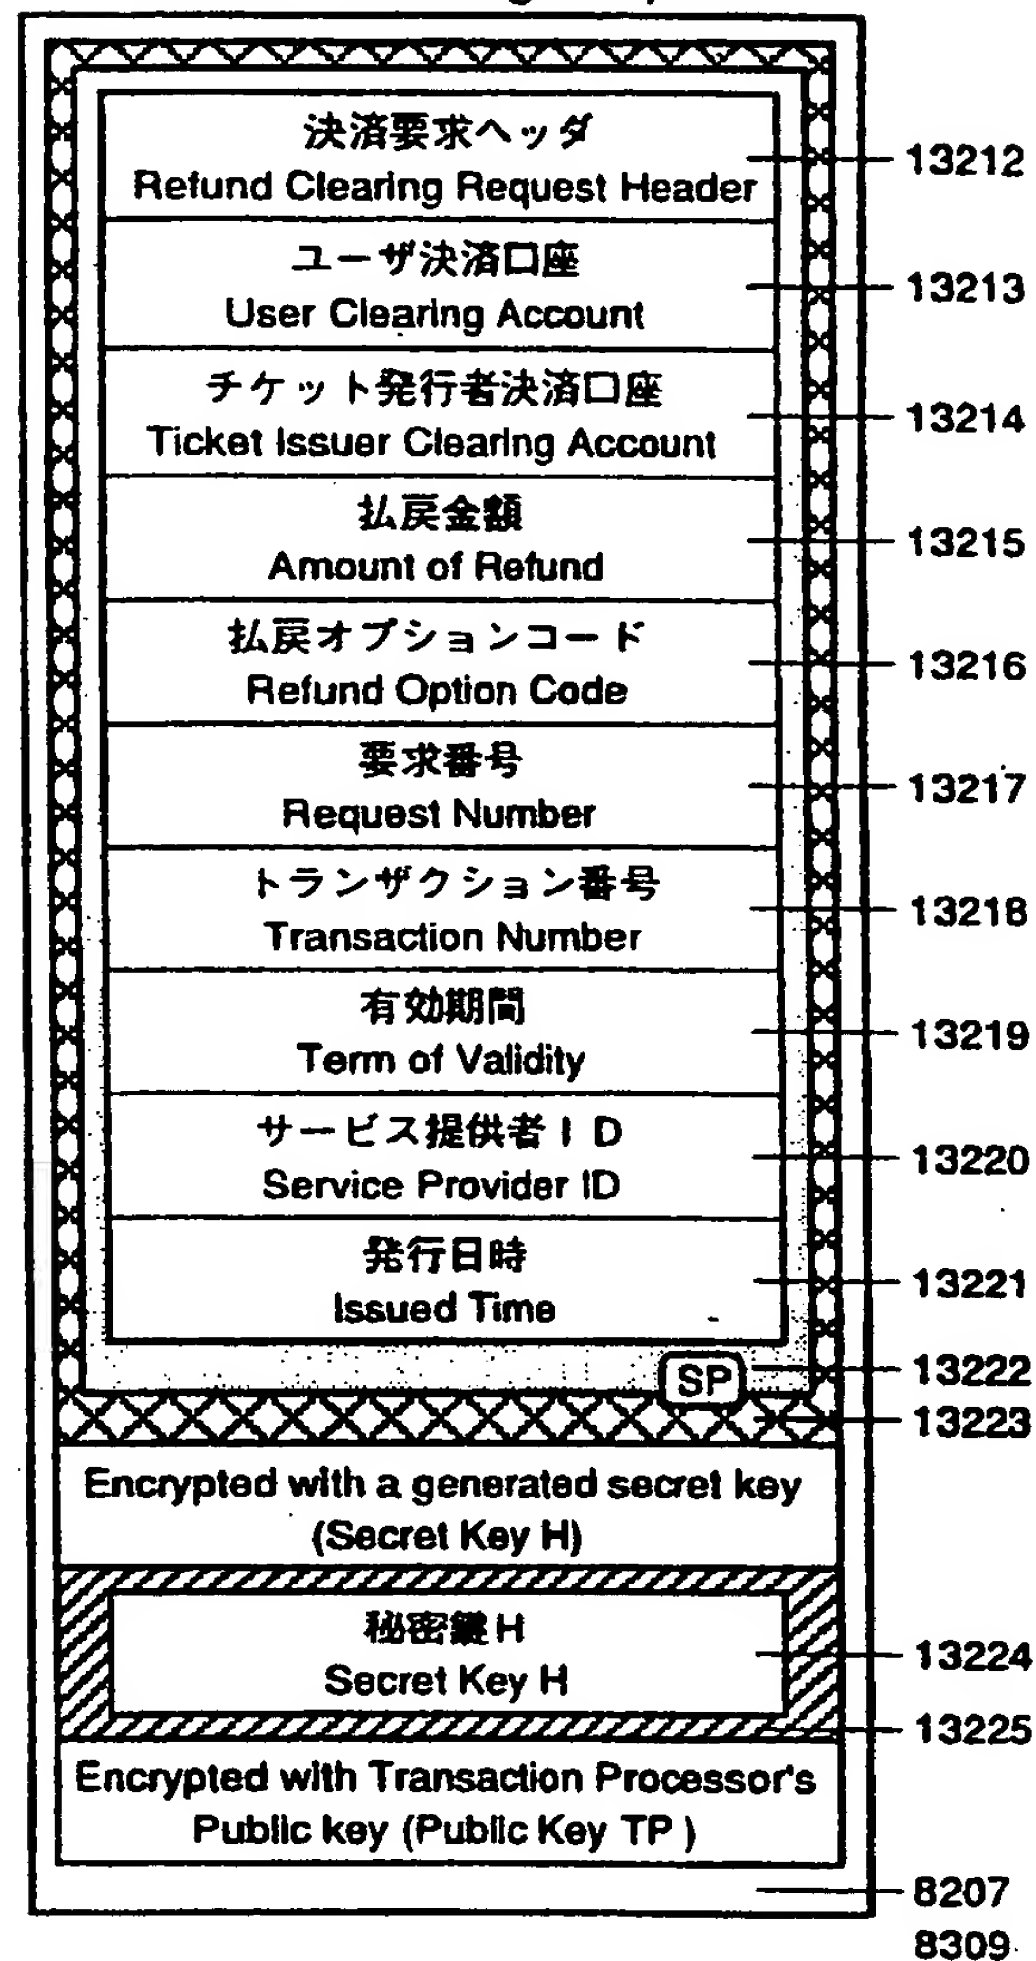 決済要求ヘッダ
Refund Clearing Request Header
13212
ユーザ決済口座
User Clearing Account
13213
チケット発行者決済口座
Ticket Issuer Clearing Account
13214
払戻金額
Amount of Refund
13215
払戻オプションコード
Refund Option Code
13216
要求番号
Request Number
13217
トランザクション番号
Transaction Number
13218
有効期間
Term of Validity
13219
サービス提供者ID
Service Provider ID
13220
発行日時
Issued Time
13221
SP
13222
13223
Encrypted with a generated secret key
(Secret Key H)
秘密鍵H
Secret Key H
13224
13225
Encrypted with Transaction Processor's
Public key (Public Key TP )
8207
8309